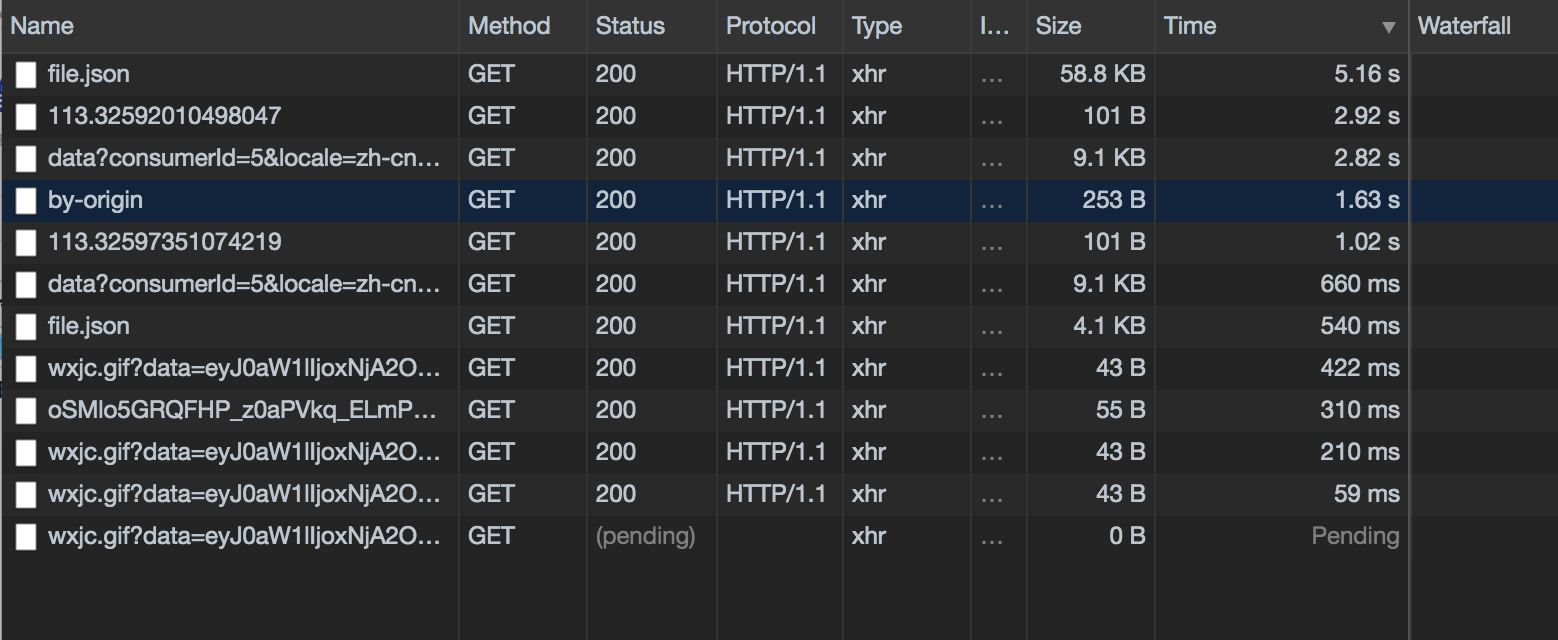 Name Method Status Protocol Type I... Size Time Waterfall
file.json GET 200 HTTP/1.1 xhr ... 58.8 KB 5.16 s
113.32592010498047 GET 200 HTTP/1.1 xhr ... 101 B 2.92 s
data?consumerId=5&locale=zh-cn... GET 200 HTTP/1.1 xhr ... 9.1 KB 2.82 s
by-origin GET 200 HTTP/1.1 xhr ... 253 B 1.63 s
113.32597351074219 GET 200 HTTP/1.1 xhr ... 101 B 1.02 s
data?consumerId=5&locale=zh-cn... GET 200 HTTP/1.1 xhr ... 9.1 KB 660 ms
file.json GET 200 HTTP/1.1 xhr ... 4.1 KB 540 ms
wxjc.gif?data=eyJ0aW1lIjoxNjA2O... GET 200 HTTP/1.1 xhr ... 43 B 422 ms
oSMlo5GRQFHP_z0aPVkq_ELmP... GET 200 HTTP/1.1 xhr ... 55 B 310 ms
wxjc.gif?data=eyJ0aW1lIjoxNjA2O... GET 200 HTTP/1.1 xhr ... 43 B 210 ms
wxjc.gif?data=eyJ0aW1lIjoxNjA2O... GET 200 HTTP/1.1 xhr ... 43 B 59 ms
wxjc.gif?data=eyJ0aW1lIjoxNjA2O... GET (pending) xhr ... 0 B Pending